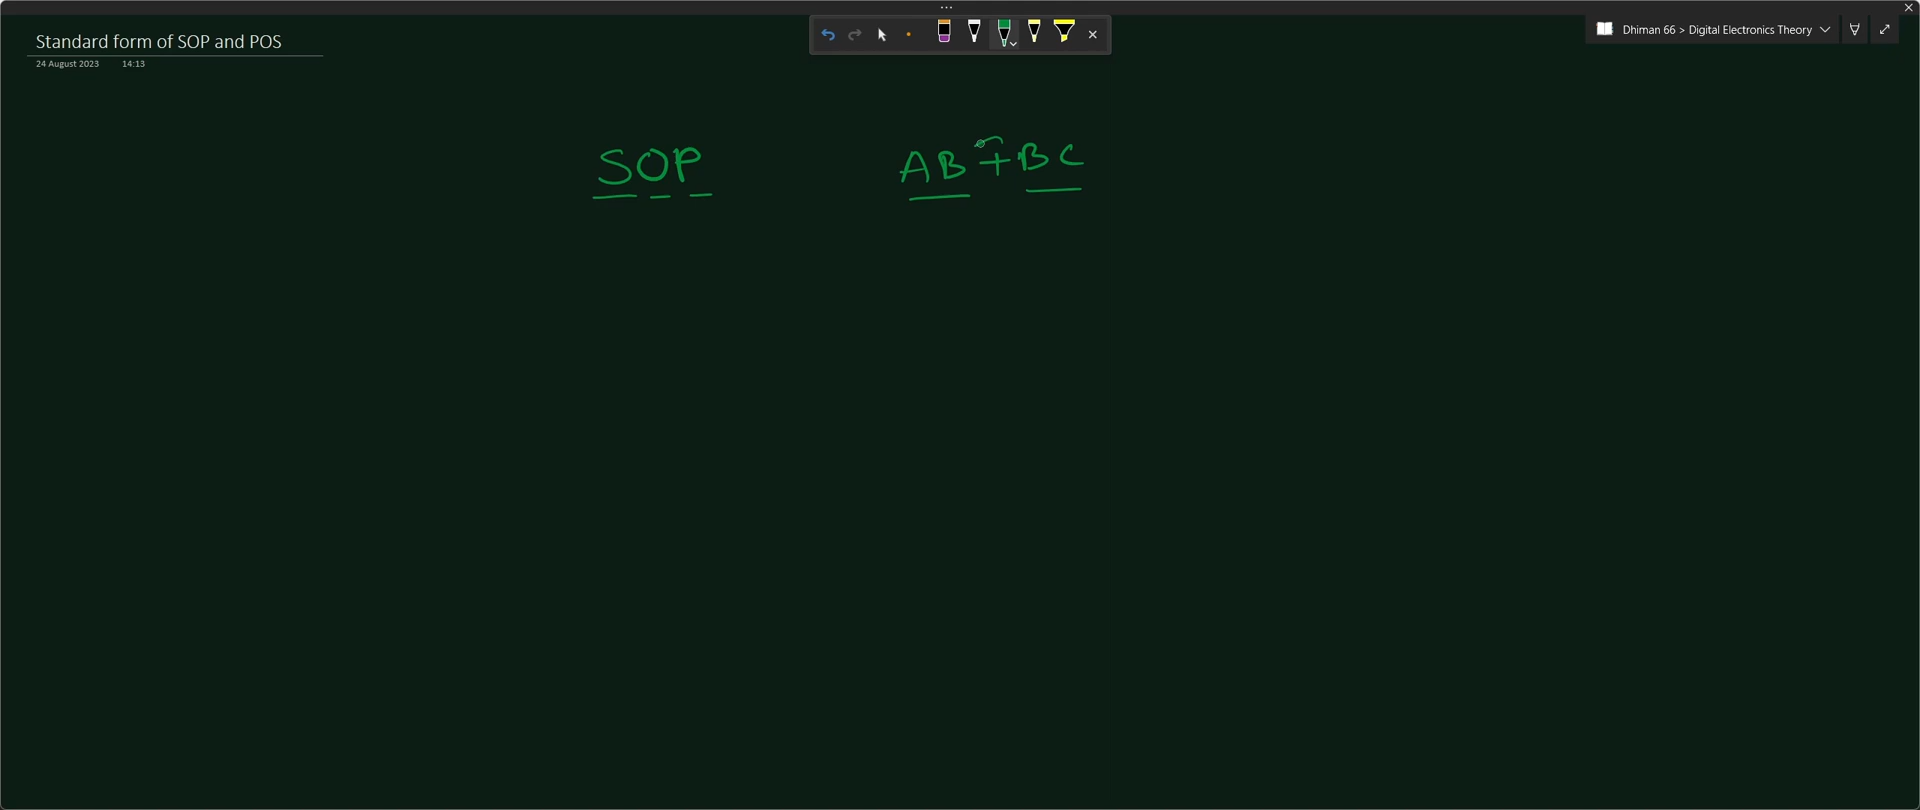 Dhiman 66 > Digital Electronics Theory
Standard form of SOP and POS
24 August 2023 14:13
SOP AB + BC